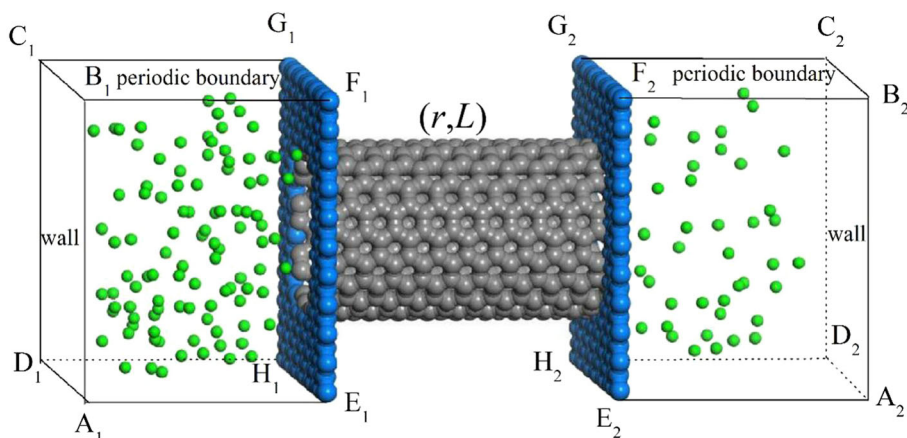 C₁
G₁
G₂
C₂
B₁ periodic boundary
F₁
F₂
periodic boundary
B₂
(r,L)
wall
wall
D₁
H₁
H₂
D₂
A₁
E₁
E₂
A₂